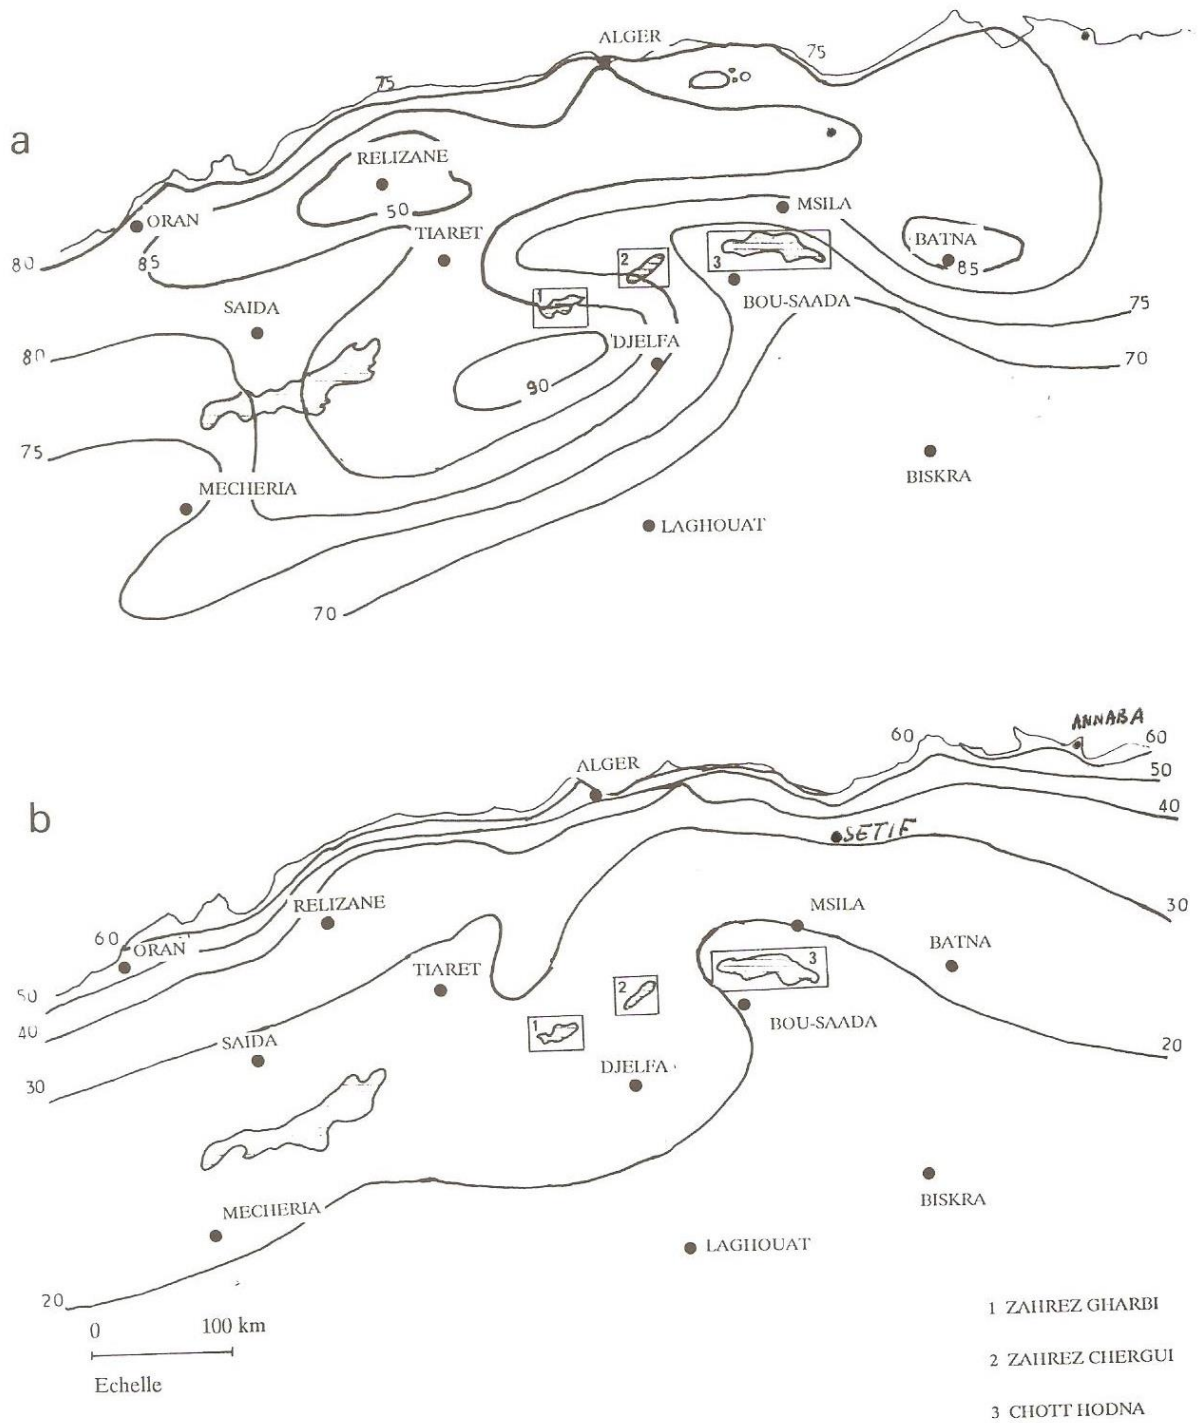 ALGER
75
75
a
RELIZANE
50
ORAN
MSILA
TIARET
BATNA
85
85
80
2
3
1
SAIDA
BOU-SAADA
75
80
DJELFA
70
90
75
BISKRA
MECHERIA
LAGHOUAT
70
ANNABA
60
60
ALGER
50
40
b
SETIF
RELIZANE
MSILA
30
60
ORAN
BATNA
TIARET
3
50
2
40
1
BOU-SAADA
SAIDA
20
DJELFA
30
BISKRA
MECHERIA
LAGHOUAT
20
0 100 km
Echelle
1 ZAHREZ GHARBI
2 ZAHREZ CHERGUI
3 CHOTT HODNA